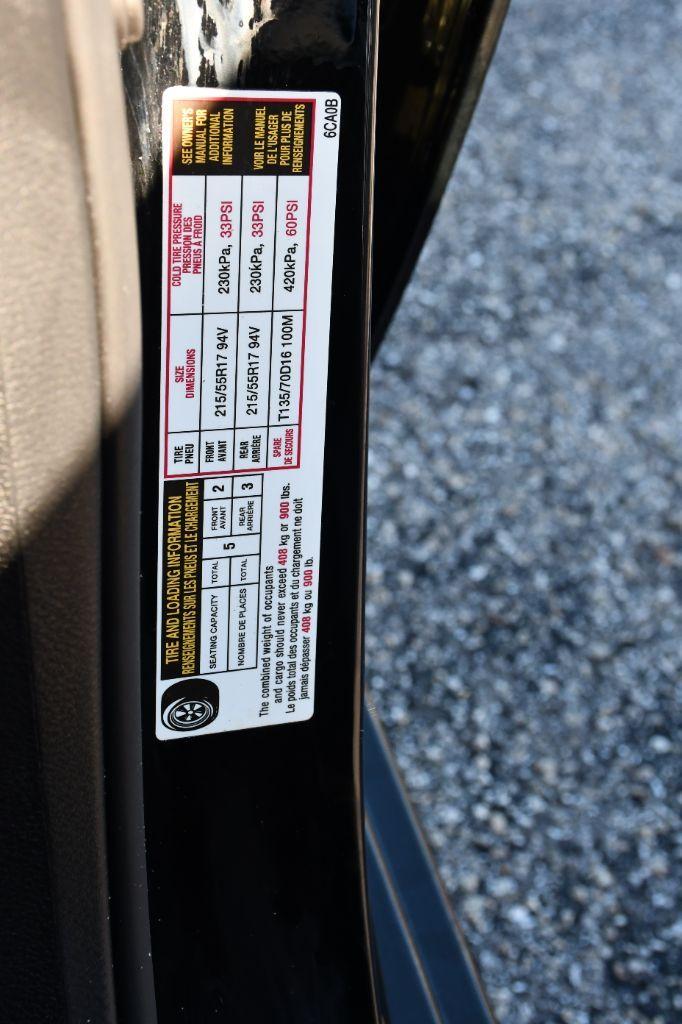 TIRE AND LOADING INFORMATION
RENSEIGNEMENTS SUR LES PNEUS ET LE CHARGEMENT
SEATING CAPACITY TOTAL 5 FRONT AVANT 2
NOMBRE DE PLACES TOTAL REAR ARRIÈRE 3
The combined weight of occupants
and cargo should never exceed 408 kg or 900 lbs.
Le poids total des occupants et du chargement ne doit
jamais dépasser 408 kg ou 900 lb.
TIRE PNEU SIZE DIMENSIONS COLD TIRE PRESSURE PRESSION DES PNEUS À FROID
FRONT AVANT 215/55R17 94V 230kPa, 33PSI
REAR ARRIÈRE 215/55R17 94V 230kPa, 33PSI
SPARE DE SECOURS T135/70D16 100M 420kPa, 60PSI
SEE OWNER'S
MANUAL FOR
ADDITIONAL
INFORMATION
VOIR LE MANUEL
DE L'USAGER
POUR PLUS DE
RENSEIGNEMENTS
6CA0B